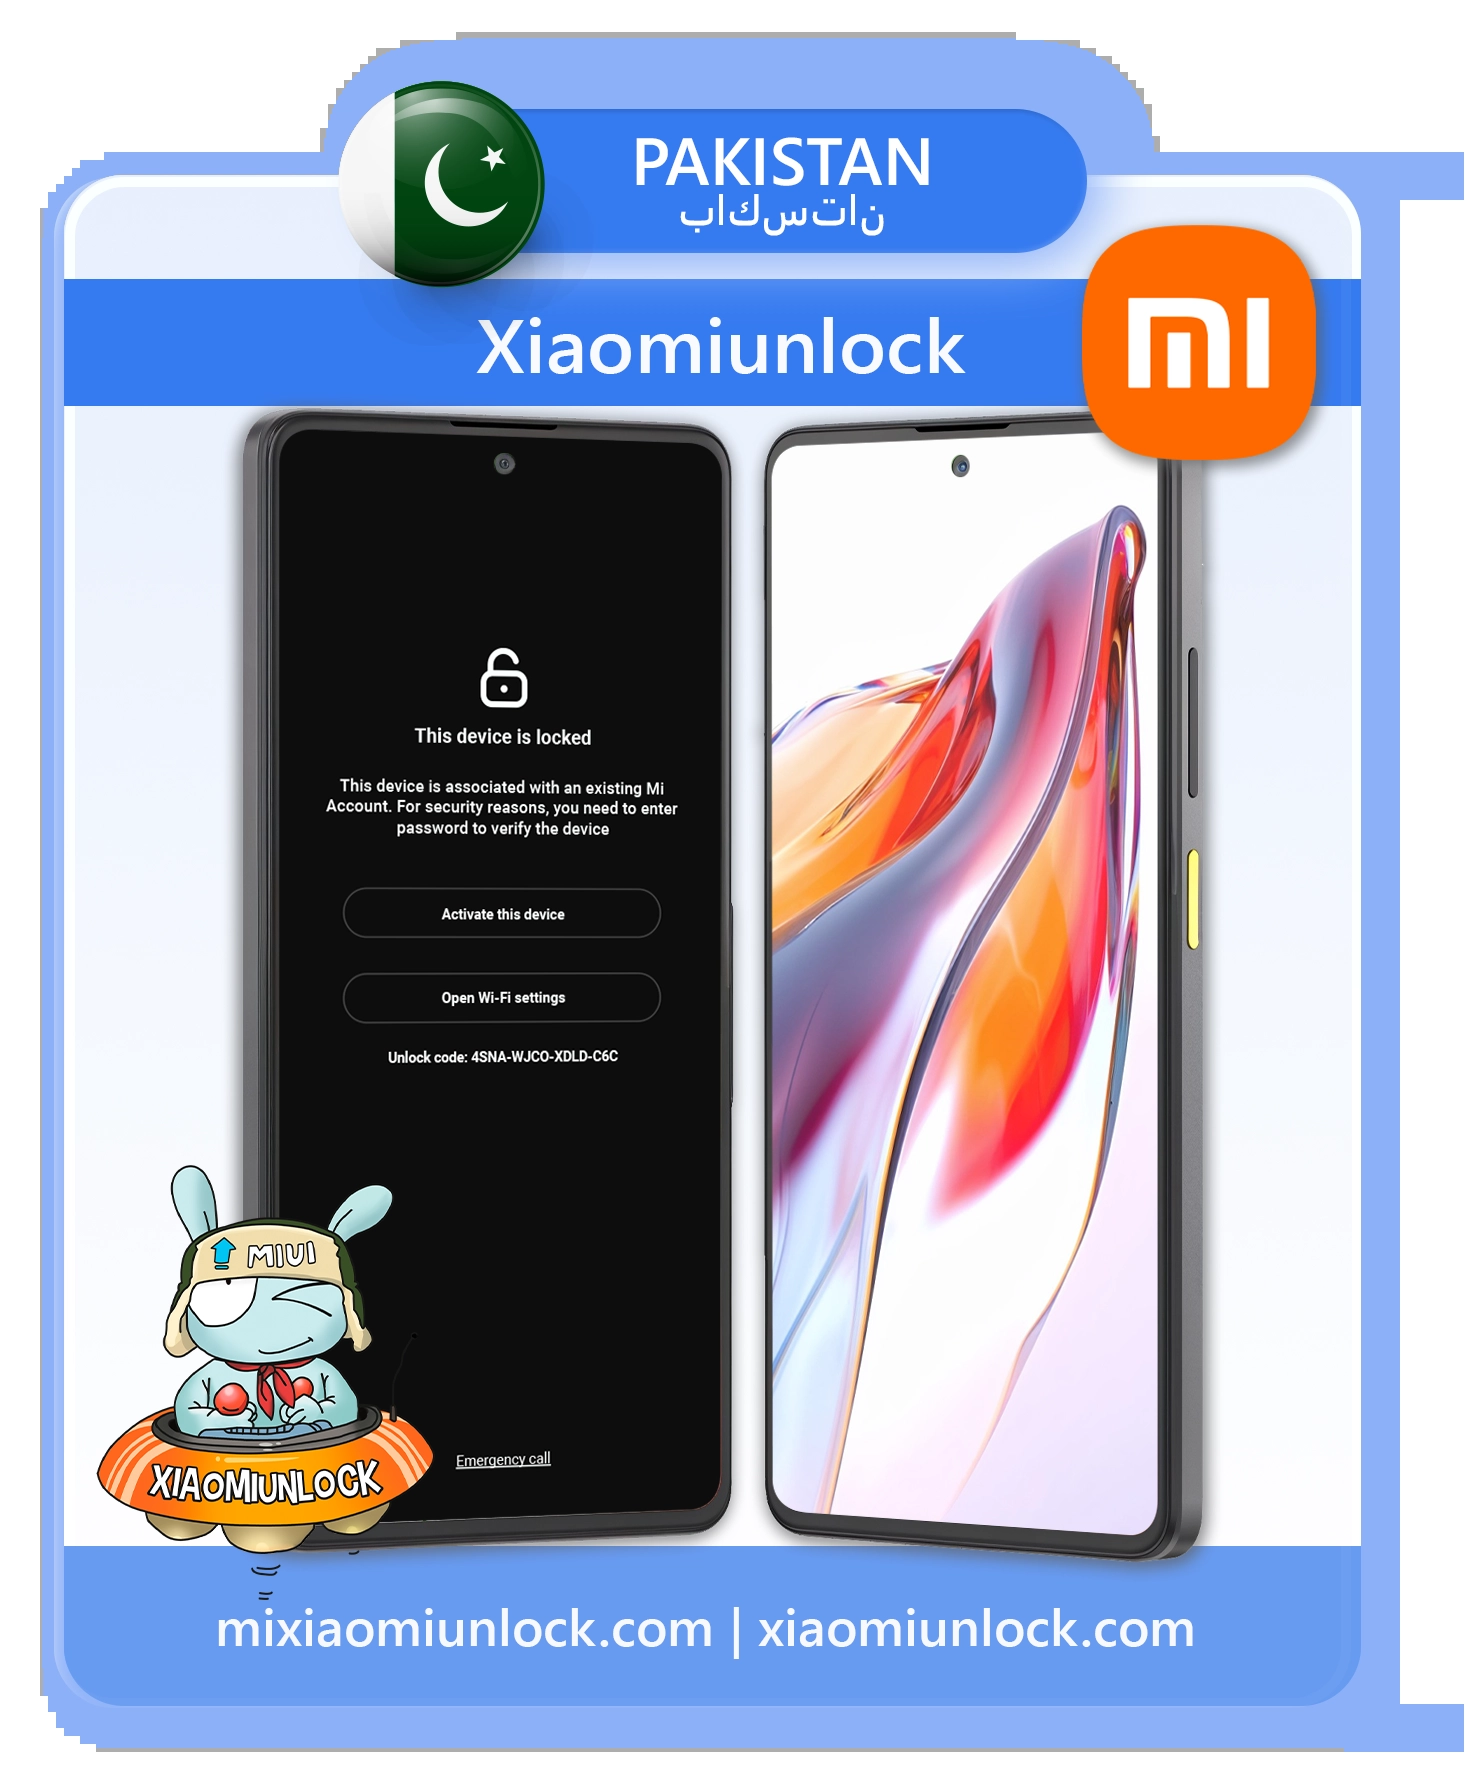 PAKISTAN
باكستان
Xiaomiunlock
MI
This device is locked
This device is associated with an existing Mi
Account. For security reasons, you need to enter
password to verify the device
Activate this device
Open Wi-Fi settings
Unlock code: 4SNA-WJCO-XDLD-C6C
MIUI
XIAOMIUNLOCK
Emergency call
mixiaomiunlock.com | xiaomiunlock.com